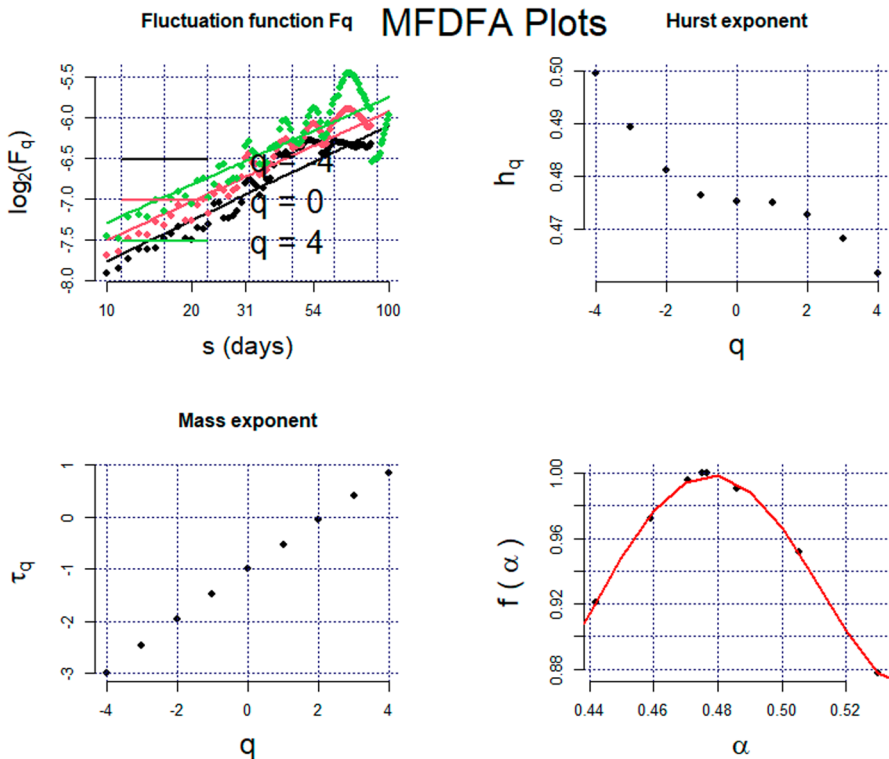 MFDFA Plots
Fluctuation function Fq
log₂(F_q)
-5.5
-6.0
-6.5
-7.0
-7.5
-8.0
q = -4
q = 0
q = 4
10 20 31 54 100
s (days)
Hurst exponent
h_q
0.50
0.49
0.48
0.47
-4 -2 0 2 4
q
Mass exponent
τ_q
1
0
-1
-2
-3
-4 -2 0 2 4
q
f ( α )
1.00
0.96
0.92
0.88
0.44 0.46 0.48 0.50 0.52
α